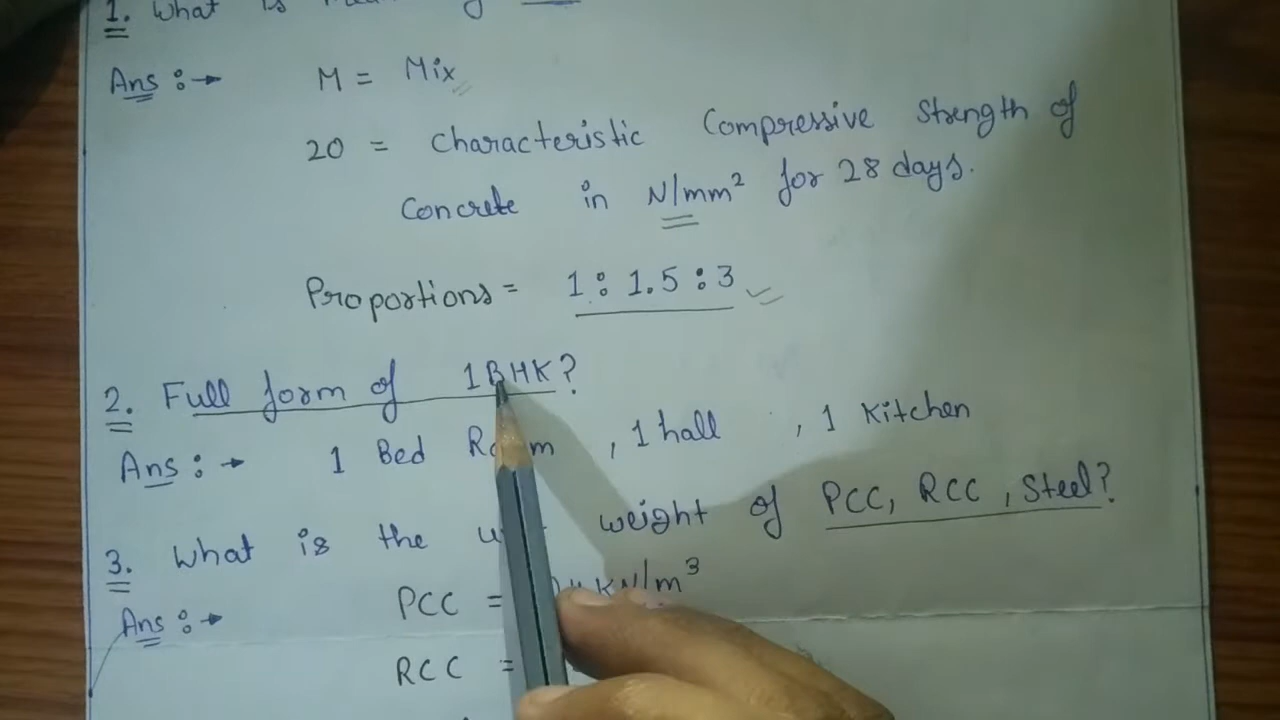 1. What is
Ans :→ M = Mix
20 = Characteristic Compressive Strength of
Concrete in N/mm² for 28 days.
Proportions = 1 : 1.5 : 3
2. Full form of 1BHK?
Ans :→ 1 Bed Room , 1 hall , 1 Kitchen
3. What is the weight of PCC, RCC , Steel?
Ans :→ PCC = kN/m³
RCC =